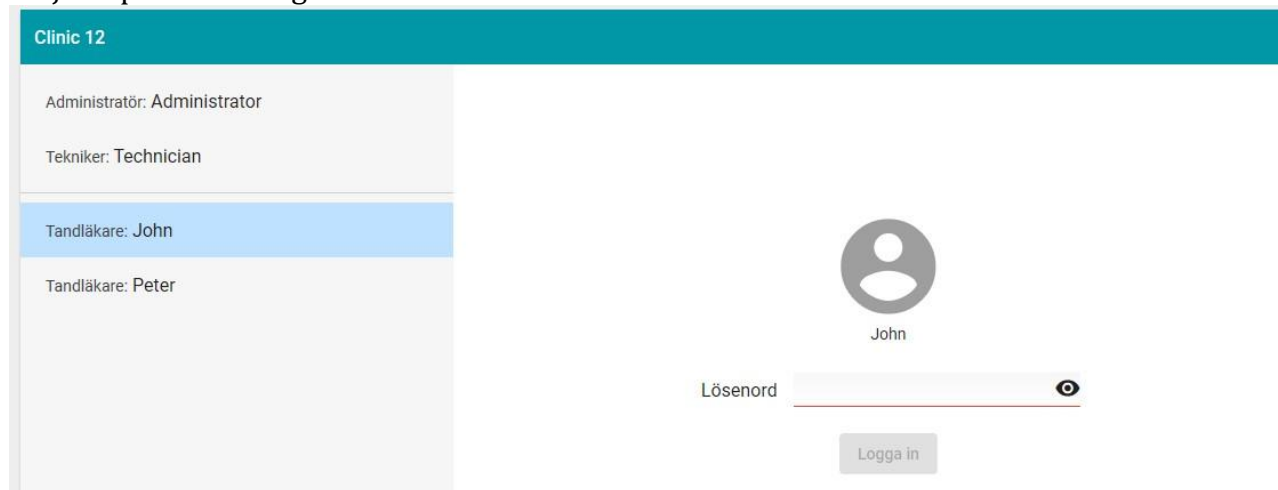 Clinic 12
Administratör: Administrator
Tekniker: Technician
Tandläkare: John
Tandläkare: Peter
John
Lösenord
Logga in